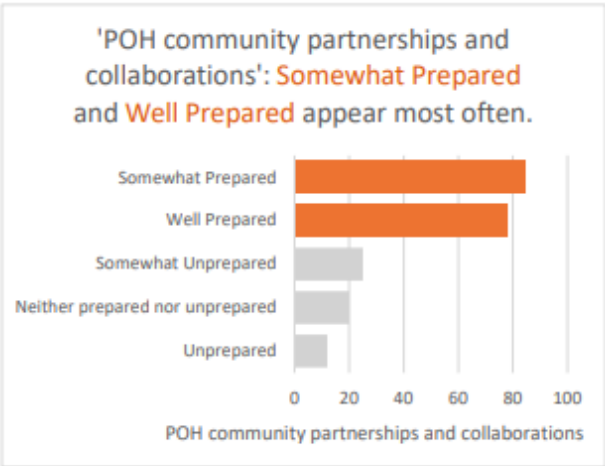 'POH community partnerships and
collaborations': Somewhat Prepared
and Well Prepared appear most often.
Somewhat Prepared
Well Prepared
Somewhat Unprepared
Neither prepared nor unprepared
Unprepared
0 20 40 60 80 100
POH community partnerships and collaborations